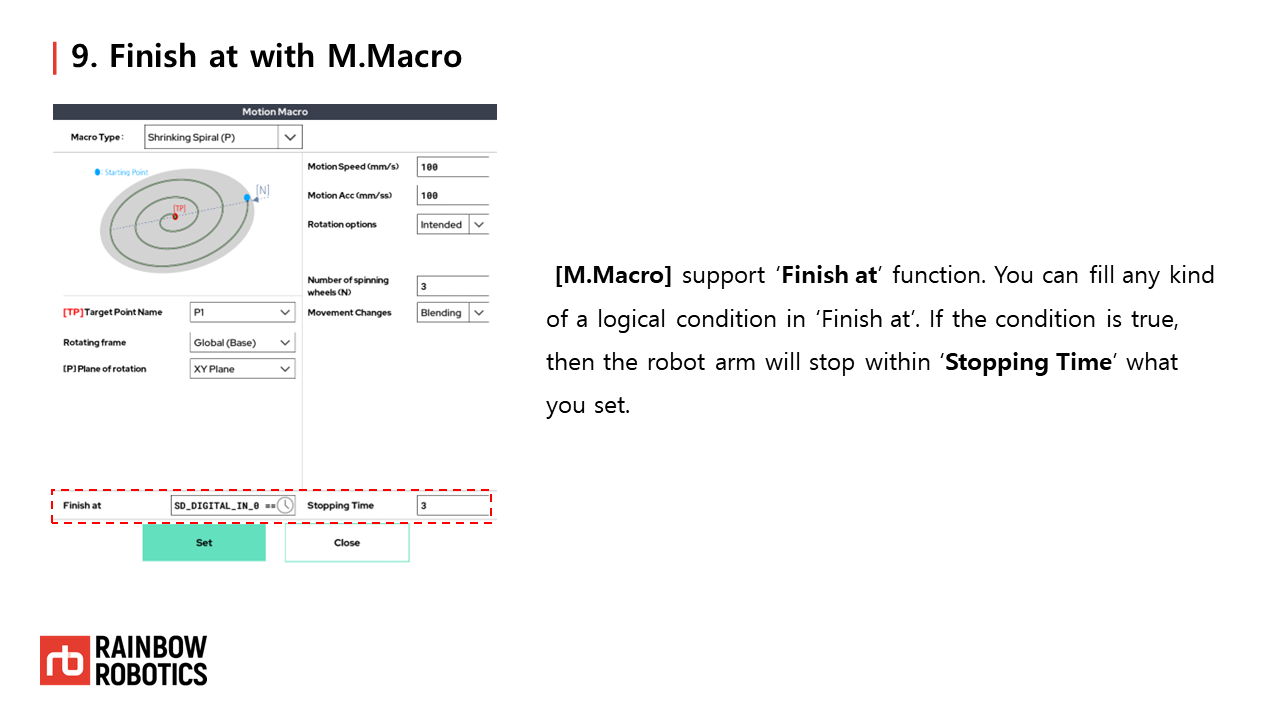 9. Finish at with M.Macro
Motion Macro
Macro Type :
Shrinking Spiral (P)
: Starting Point
[N]
[TP]
[TP]Target Point Name
P1
Rotating frame
Global (Base)
[P] Plane of rotation
XY Plane
Motion Speed (mm/s)
100
Motion Acc (mm/ss)
100
Rotation options
Intended
Number of spinning
wheels (N)
3
Movement Changes
Blending
Finish at
SD_DIGITAL_IN_0 ==
Stopping Time
3
Set
Close
[M.Macro] support ‘Finish at’ function. You can fill any kind
of a logical condition in ‘Finish at’. If the condition is true,
then the robot arm will stop within ‘Stopping Time’ what
you set.
rb
RAINBOW
ROBOTICS